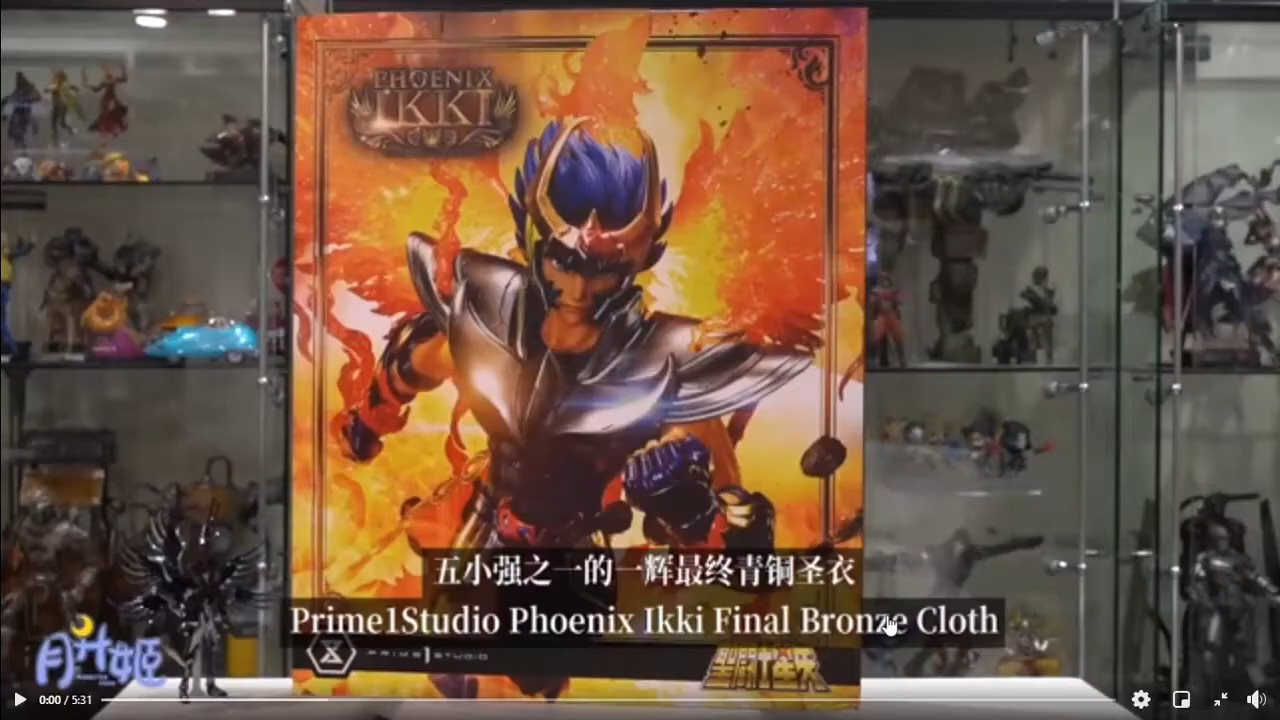 PHOENIX
IKKI
五小强之一的一辉最终青铜圣衣
Prime1Studio Phoenix Ikki Final Bronze Cloth
PRIME 1 STUDIO
聖闘士星矢
月光姬
0:00 / 5:31